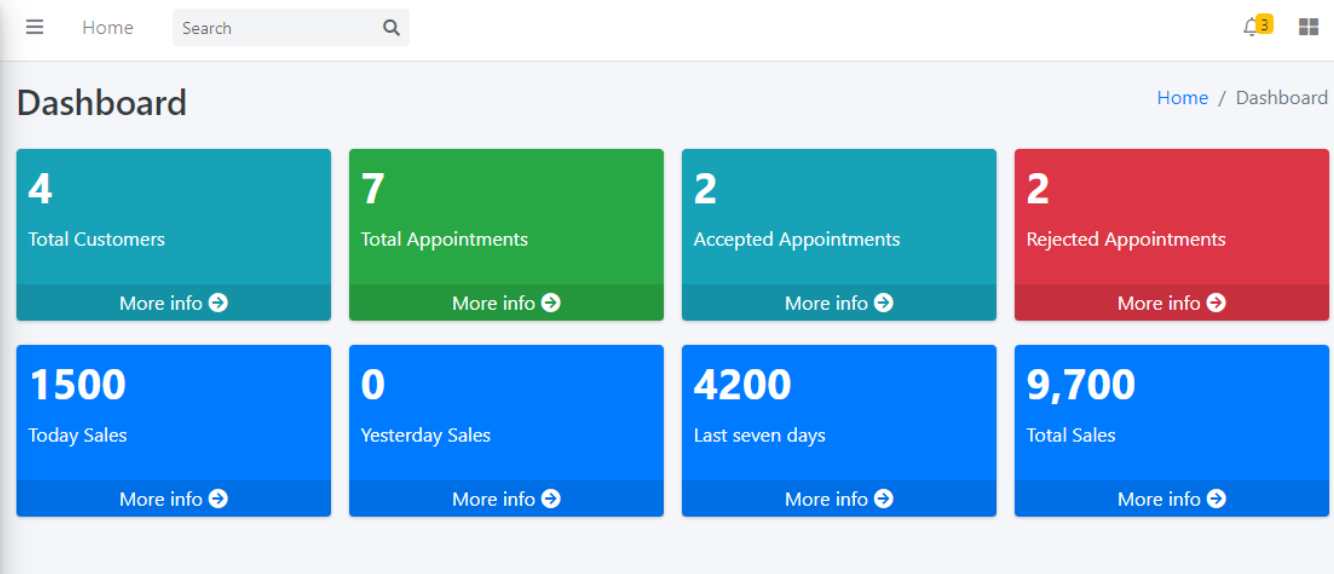 Home Search 3
Dashboard Home / Dashboard
4 7 2 2
Total Customers Total Appointments Accepted Appointments Rejected Appointments
More info More info More info More info
1500 0 4200 9,700
Today Sales Yesterday Sales Last seven days Total Sales
More info More info More info More info